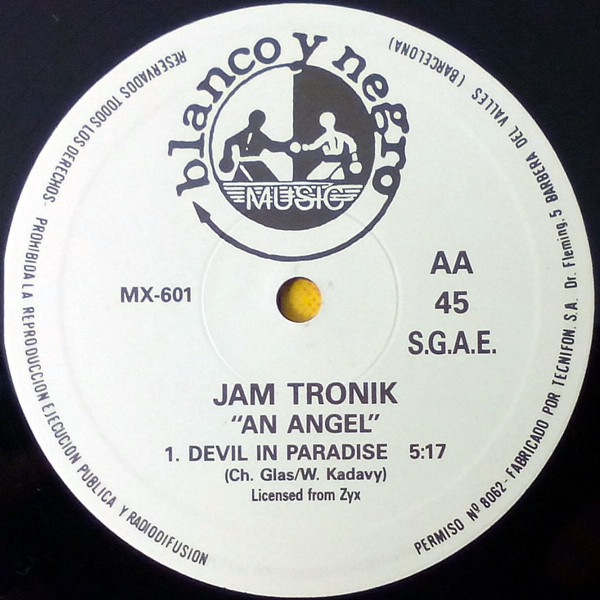 blanco y negro
MUSIC
MX-601
AA
45
S.G.A.E.
JAM TRONIK
"AN ANGEL"
1. DEVIL IN PARADISE 5:17
(Ch. Glas/W. Kadavy)
Licensed from Zyx
RESERVADOS TODOS LOS DERECHOS - PROHIBIDA LA REPRODUCCION EJECUCION PUBLICA Y RADIODIFUSION
PERMISO Nº 8062 - FABRICADO POR TECNIFON. S.A. Dr. Fleming, 5 BARBERA DEL VALLES (BARCELONA)